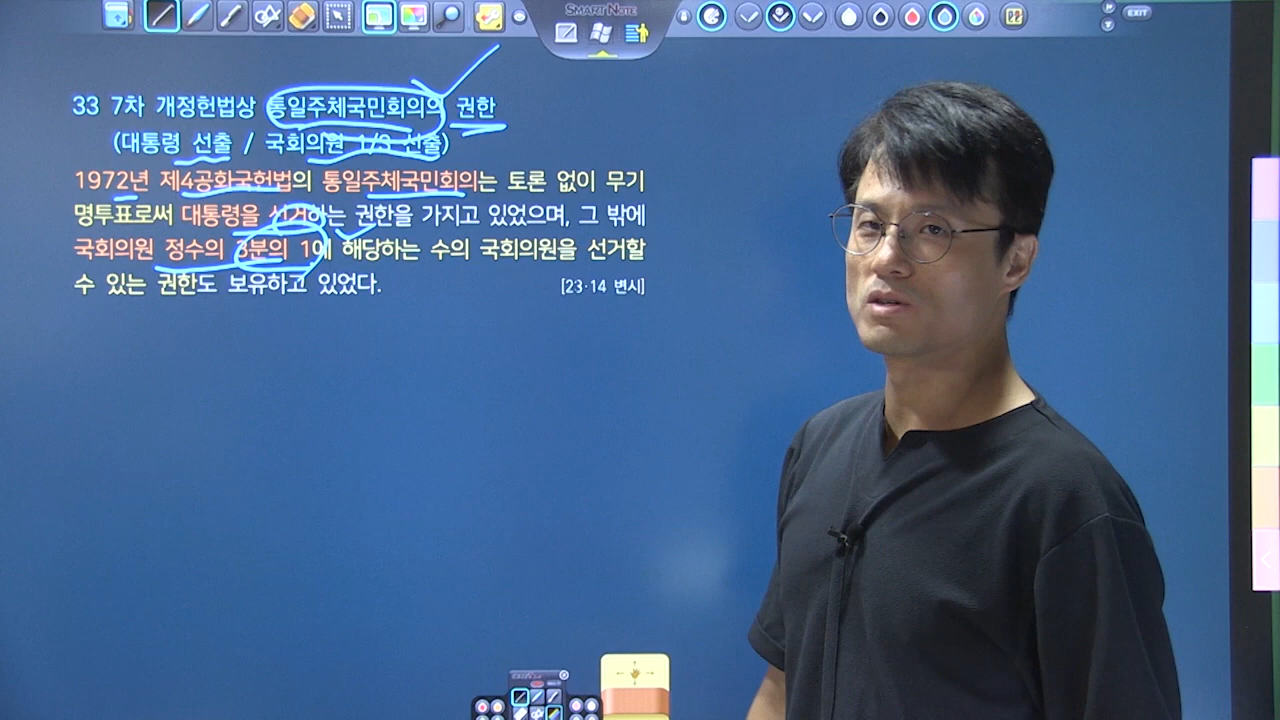 SMART NOTE
EXIT
33 7차 개정헌법상 통일주체국민회의의 권한
(대통령 선출 / 국회의원 1/3 선출)
1972년 제4공화국헌법의 통일주체국민회의는 토론 없이 무기
명투표로써 대통령을 선거하는 권한을 가지고 있었으며, 그 밖에
국회의원 정수의 3분의 1에 해당하는 수의 국회의원을 선거할
수 있는 권한도 보유하고 있었다.
[23·14 변시]